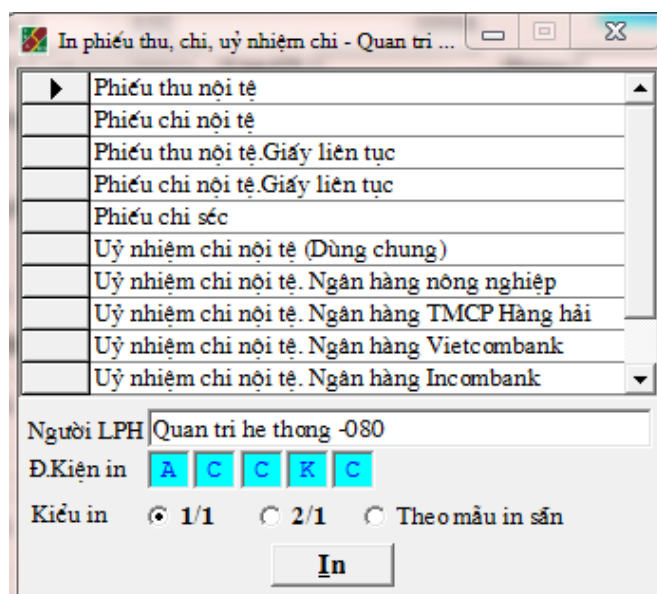 In phiếu thu, chi, uỷ nhiệm chi - Quan tri ...
Phiếu thu nội tệ
Phiếu chi nội tệ
Phiếu thu nội tệ.Giấy liên tục
Phiếu chi nội tệ.Giấy liên tục
Phiếu chi séc
Uỷ nhiệm chi nội tệ (Dùng chung)
Uỷ nhiệm chi nội tệ. Ngân hàng nông nghiệp
Uỷ nhiệm chi nội tệ. Ngân hàng TMCP Hàng hải
Uỷ nhiệm chi nội tệ. Ngân hàng Vietcombank
Uỷ nhiệm chi nội tệ. Ngân hàng Incombank
Người LPH Quan tri he thong -080
Đ.Kiện in A C C K C
Kiểu in 1/1 2/1 Theo mẫu in sẵn
In